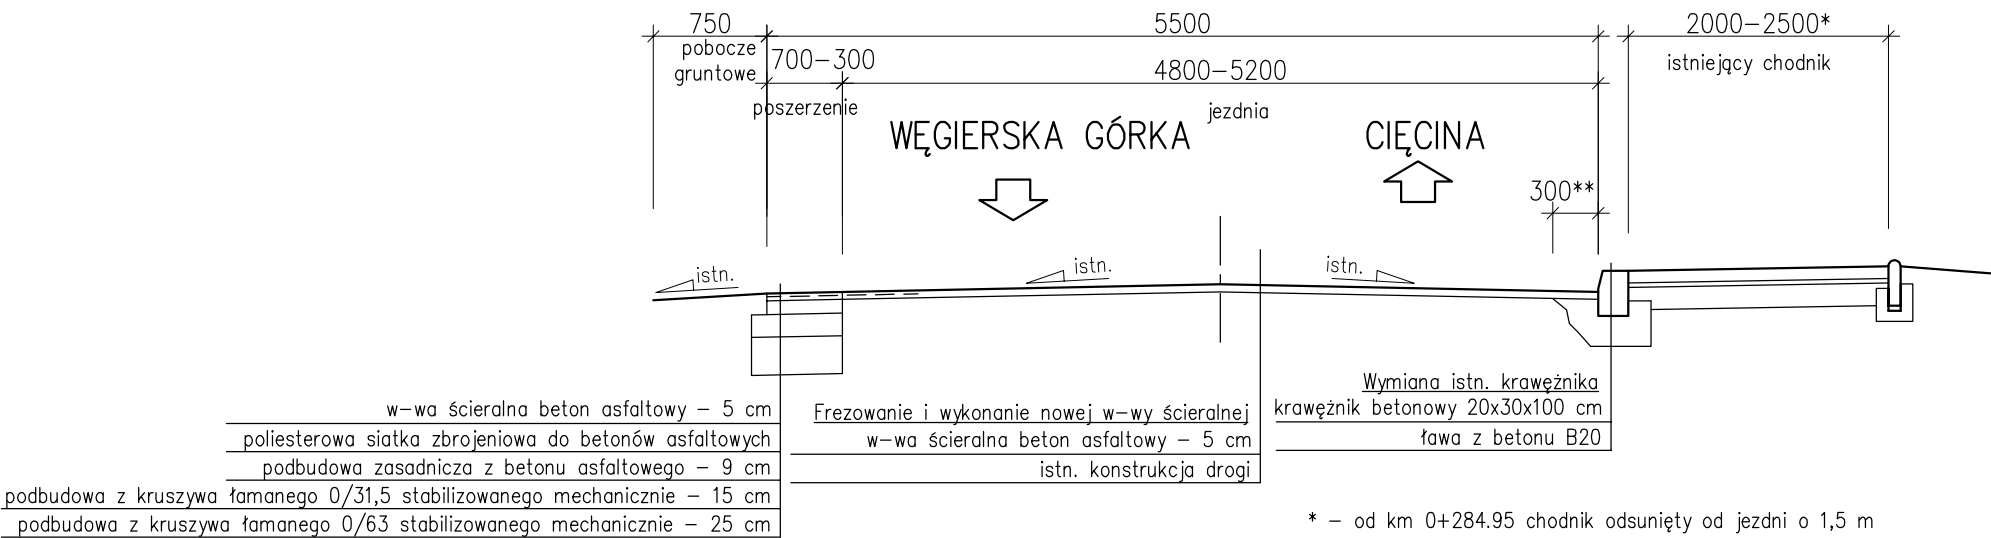 750
5500
2000-2500*
pobocze
gruntowe
700-300
4800-5200
istniejący chodnik
poszerzenie
jezdnia
WĘGIERSKA GÓRKA
CIĘCINA
300**
istn.
istn.
istn.
w-wa ścieralna beton asfaltowy - 5 cm
poliesterowa siatka zbrojeniowa do betonów asfaltowych
podbudowa zasadnicza z betonu asfaltowego - 9 cm
podbudowa z kruszywa łamanego 0/31,5 stabilizowanego mechanicznie - 15 cm
podbudowa z kruszywa łamanego 0/63 stabilizowanego mechanicznie - 25 cm
Frezowanie i wykonanie nowej w-wy ścieralnej
w-wa ścieralna beton asfaltowy - 5 cm
istn. konstrukcja drogi
Wymiana istn. krawężnika
krawężnik betonowy 20x30x100 cm
ława z betonu B20
* - od km 0+284.95 chodnik odsunięty od jezdni o 1,5 m